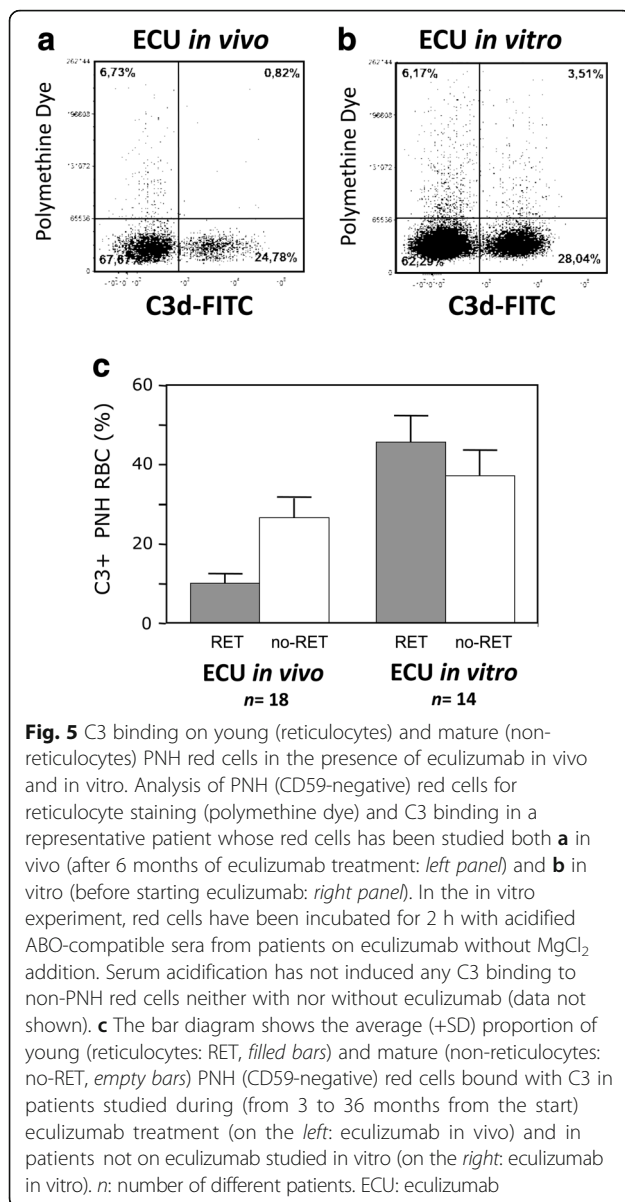 a
ECU in vivo
b
ECU in vitro
Polymethine Dye
262144
6,73%
0,82%
65536
0
67,67%
24,78%
C3d-FITC
Polymethine Dye
262144
6,17%
3,51%
65536
0
62,29%
28,04%
C3d-FITC
c
C3+ PNH RBC (%)
60
40
20
0
RET no-RET RET no-RET
ECU in vivo ECU in vitro
n= 18 n= 14
Fig. 5 C3 binding on young (reticulocytes) and mature (non-
reticulocytes) PNH red cells in the presence of eculizumab in vivo
and in vitro. Analysis of PNH (CD59-negative) red cells for
reticulocyte staining (polymethine dye) and C3 binding in a
representative patient whose red cells has been studied both a in
vivo (after 6 months of eculizumab treatment: left panel) and b in
vitro (before starting eculizumab: right panel). In the in vitro
experiment, red cells have been incubated for 2 h with acidified
ABO-compatible sera from patients on eculizumab without MgCl₂
addition. Serum acidification has not induced any C3 binding to
non-PNH red cells neither with nor without eculizumab (data not
shown). c The bar diagram shows the average (+SD) proportion of
young (reticulocytes: RET, filled bars) and mature (non-reticulocytes:
no-RET, empty bars) PNH (CD59-negative) red cells bound with C3 in
patients studied during (from 3 to 36 months from the start)
eculizumab treatment (on the left: eculizumab in vivo) and in
patients not on eculizumab studied in vitro (on the right: eculizumab
in vitro). n: number of different patients. ECU: eculizumab